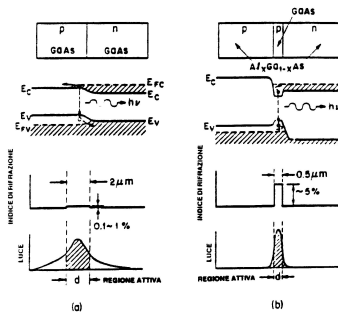 p
n
GaAs
GaAs
E_FC
E_C
E_C
hν
E_V
E_V
E_FV
INDICE DI RIFRAZIONE
2μm
0.1~1%
LUCE
d
REGIONE ATTIVA
(a)
GaAs
p
p
n
Al_xGa_1-xAs
E_C
hν
E_V
INDICE DI RIFRAZIONE
0.5μm
~5%
LUCE
d
REGIONE ATTIVA
(b)